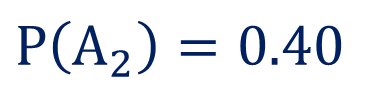 P(A₂) = 0.40